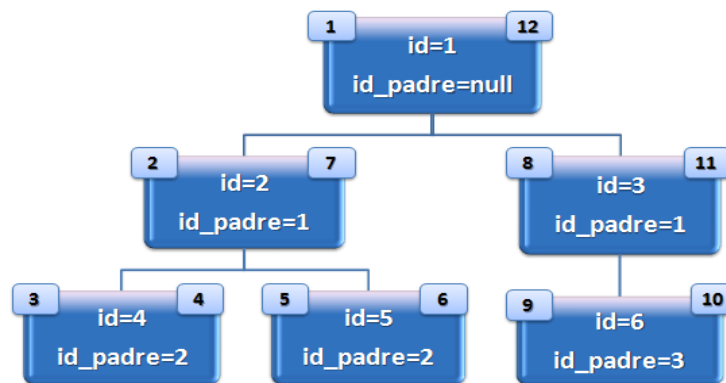 1 12
id=1
id_padre=null
2 7
id=2
id_padre=1
8 11
id=3
id_padre=1
3 4
id=4
id_padre=2
5 6
id=5
id_padre=2
9 10
id=6
id_padre=3